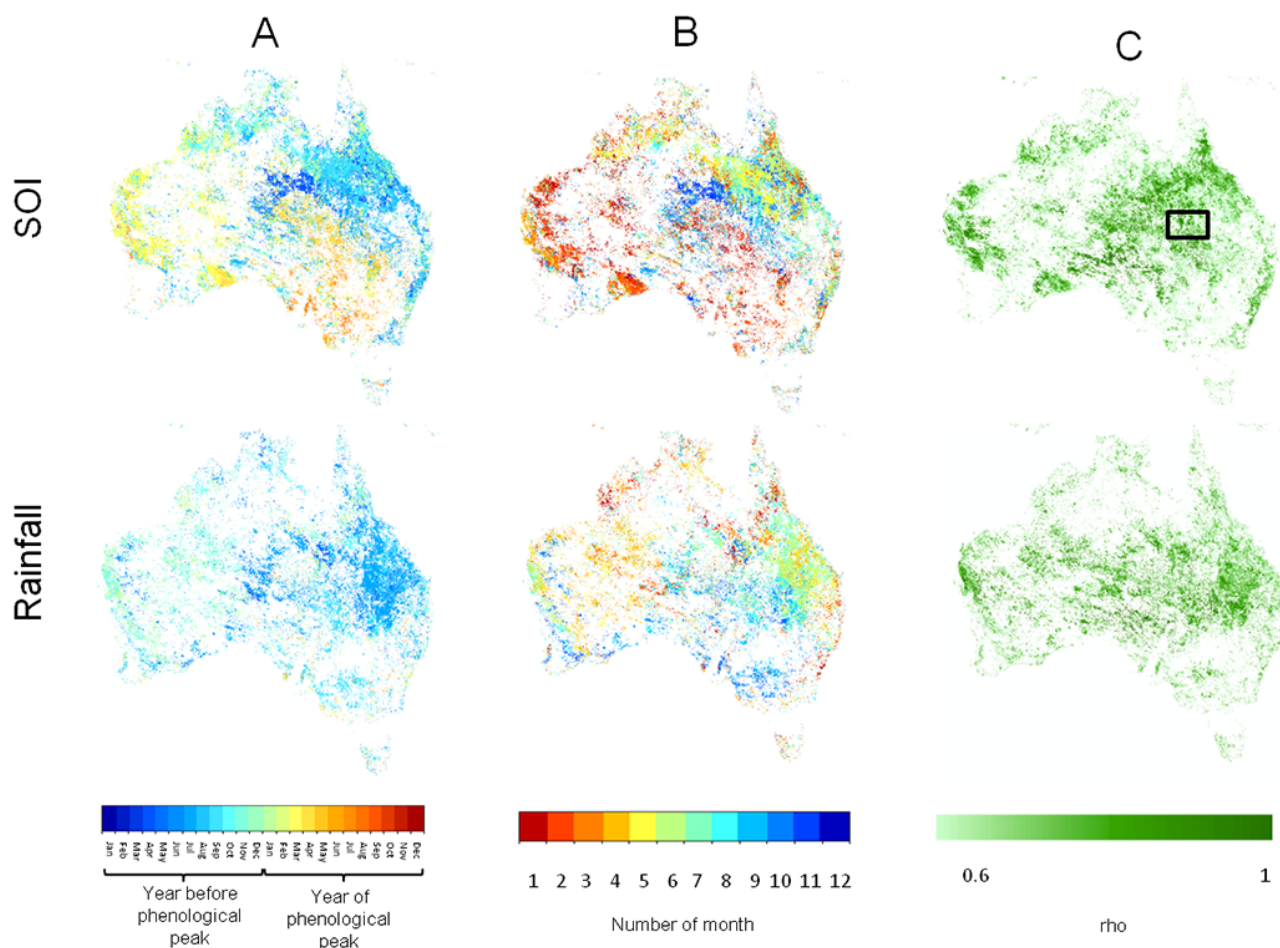 A
B
C
SOI
Rainfall
Jan Feb Mar Apr May Jun Jul Aug Sep Oct Nov Dec Jan Feb Mar Apr May Jun Jul Aug Sep Oct Nov Dec
Year before
phenological
peak
Year of
phenological
peak
1 2 3 4 5 6 7 8 9 10 11 12
Number of month
0.6 1
rho